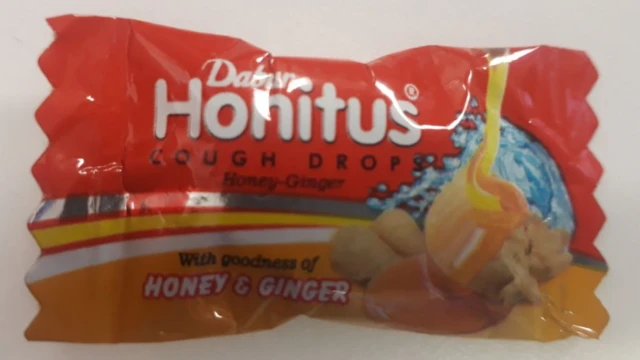 Dabur
Honitus®
COUGH DROPS
Honey-Ginger
With goodness of
HONEY & GINGER